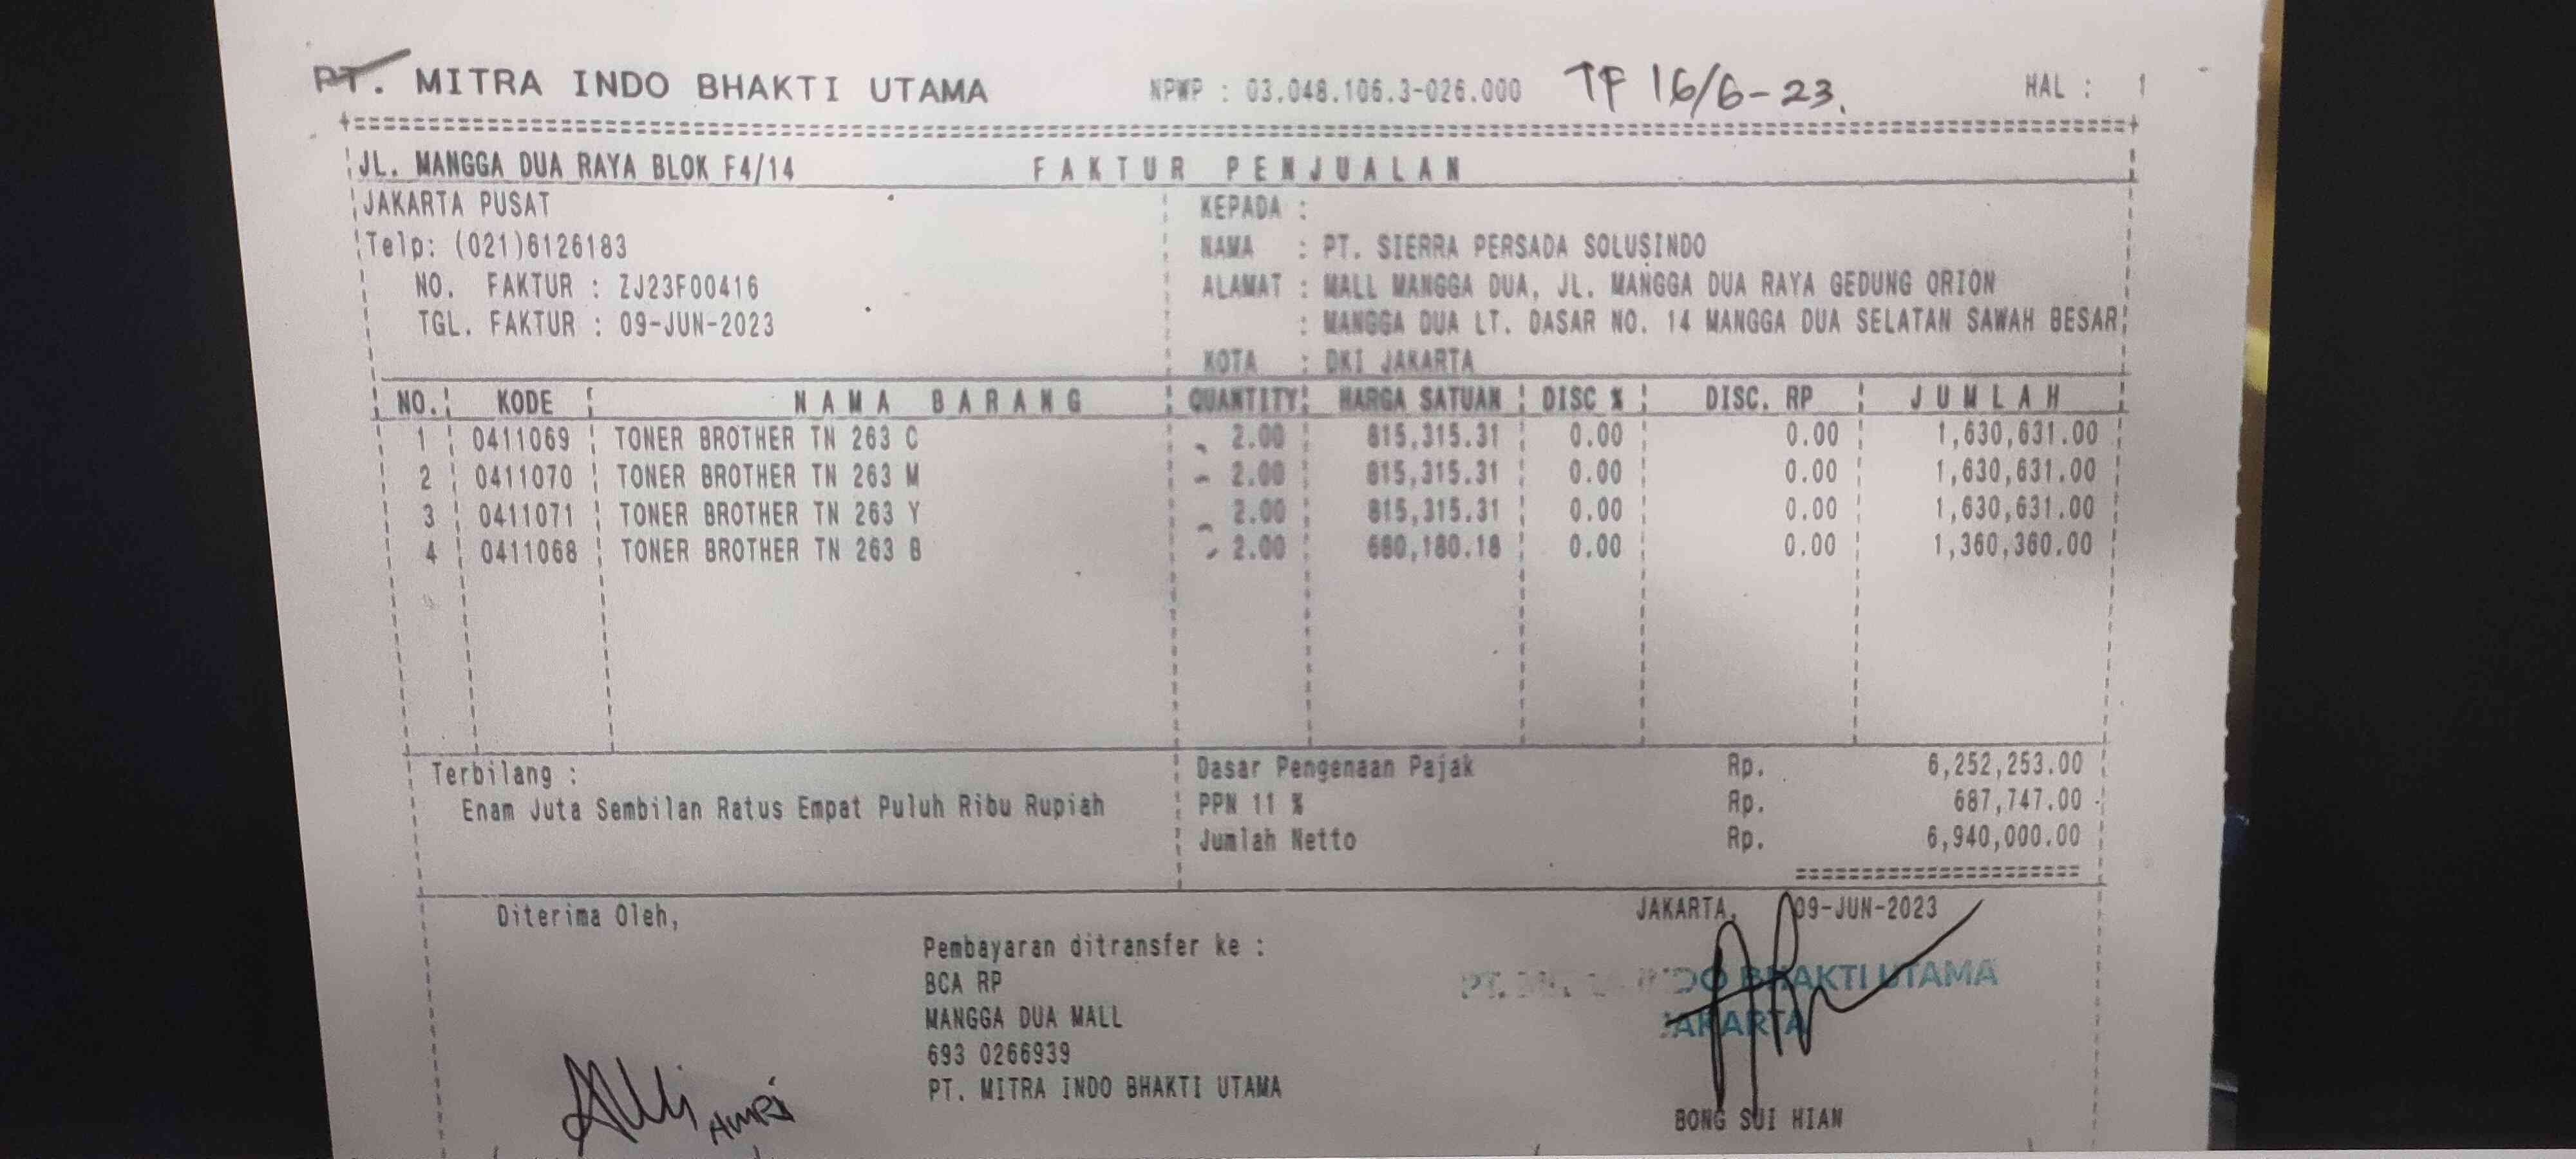 PT. MITRA INDO BHAKTI UTAMA NPWP : 03.048.106.3-026.000 TF 16/6-23. HAL : 1
JL. MANGGA DUA RAYA BLOK F4/14 FAKTUR PENJUALAN
JAKARTA PUSAT KEPADA :
Telp: (021)6126183 NAMA : PT. SIERRA PERSADA SOLUSINDO
NO. FAKTUR : ZJ23F00416 ALAMAT : MALL MANGGA DUA, JL. MANGGA DUA RAYA GEDUNG ORION
TGL. FAKTUR : 09-JUN-2023 : MANGGA DUA LT. DASAR NO. 14 MANGGA DUA SELATAN SAWAH BESAR
KOTA : DKI JAKARTA
NO. KODE NAMA BARANG QUANTITY HARGA SATUAN DISC % DISC. RP JUMLAH
1 0411069 TONER BROTHER TN 263 C 2.00 815,315.31 0.00 0.00 1,630,631.00
2 0411070 TONER BROTHER TN 263 M 2.00 815,315.31 0.00 0.00 1,630,631.00
3 0411071 TONER BROTHER TN 263 Y 2.00 815,315.31 0.00 0.00 1,630,631.00
4 0411068 TONER BROTHER TN 263 B 2.00 680,180.18 0.00 0.00 1,360,360.00
Terbilang : Dasar Pengenaan Pajak Rp. 6,252,253.00
Enam Juta Sembilan Ratus Empat Puluh Ribu Rupiah PPN 11 % Rp. 687,747.00
Jumlah Netto Rp. 6,940,000.00
Diterima Oleh, JAKARTA, 09-JUN-2023
Pembayaran ditransfer ke :
BCA RP PT. BHAKTI UTAMA
MANGGA DUA MALL JAKARTA
693 0266939
PT. MITRA INDO BHAKTI UTAMA
BONG SUI HIAN